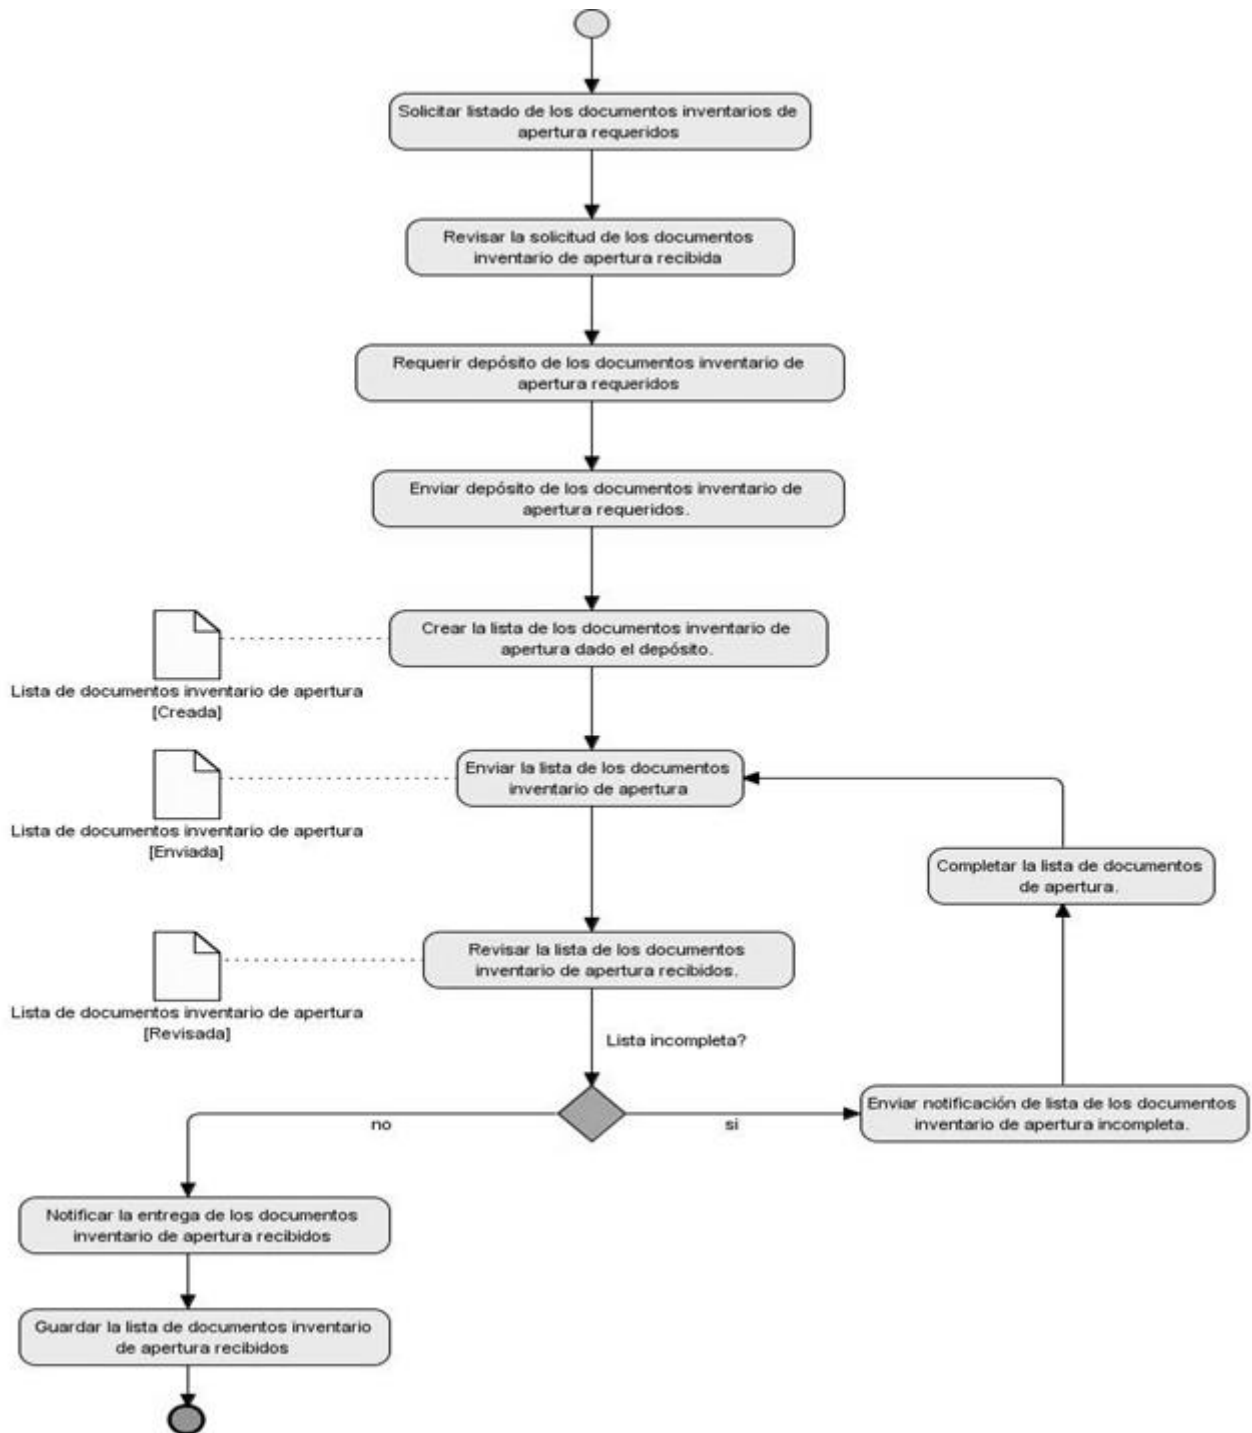 Solicitar listado de los documentos inventarios de
apertura requeridos
Revisar la solicitud de los documentos
inventario de apertura recibida
Requerir depósito de los documentos inventario de
apertura requeridos
Enviar depósito de los documentos inventario de
apertura requeridos.
Crear la lista de los documentos inventario de
apertura dado el depósito.
Lista de documentos inventario de apertura
[Creada]
Enviar la lista de los documentos
inventario de apertura
Lista de documentos inventario de apertura
[Enviada]
Completar la lista de documentos
de apertura.
Revisar la lista de los documentos
inventario de apertura recibidos.
Lista de documentos inventario de apertura
[Revisada]
Lista incompleta?
no
si
Enviar notificación de lista de los documentos
inventario de apertura incompleta.
Notificar la entrega de los documentos
inventario de apertura recibidos
Guardar la lista de documentos inventario
de apertura recibidos